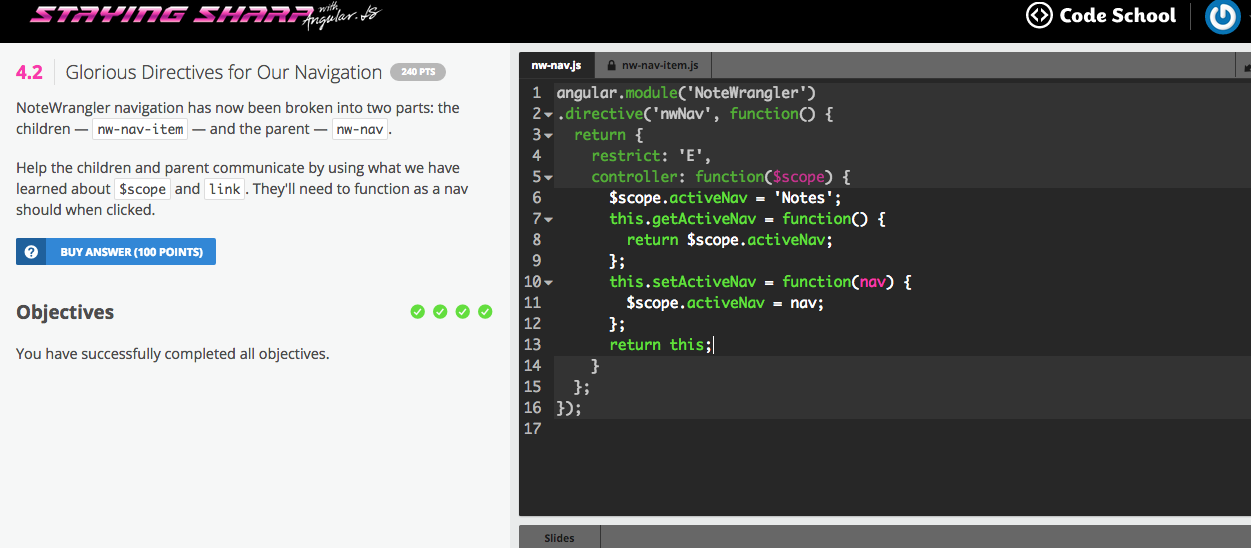 STAYING SHARP with Angular.JS
Code School
4.2 Glorious Directives for Our Navigation 240 PTS
NoteWrangler navigation has now been broken into two parts: the
children — nw-nav-item — and the parent — nw-nav .
Help the children and parent communicate by using what we have
learned about $scope and link . They'll need to function as a nav
should when clicked.
? BUY ANSWER (100 POINTS)
Objectives
You have successfully completed all objectives.
nw-nav.js nw-nav-item.js
1 angular.module('NoteWrangler')
2 .directive('nwNav', function() {
3   return {
4     restrict: 'E',
5     controller: function($scope) {
6       $scope.activeNav = 'Notes';
7       this.getActiveNav = function() {
8         return $scope.activeNav;
9       };
10       this.setActiveNav = function(nav) {
11         $scope.activeNav = nav;
12       };
13       return this;
14     }
15   };
16 });
17
Slides